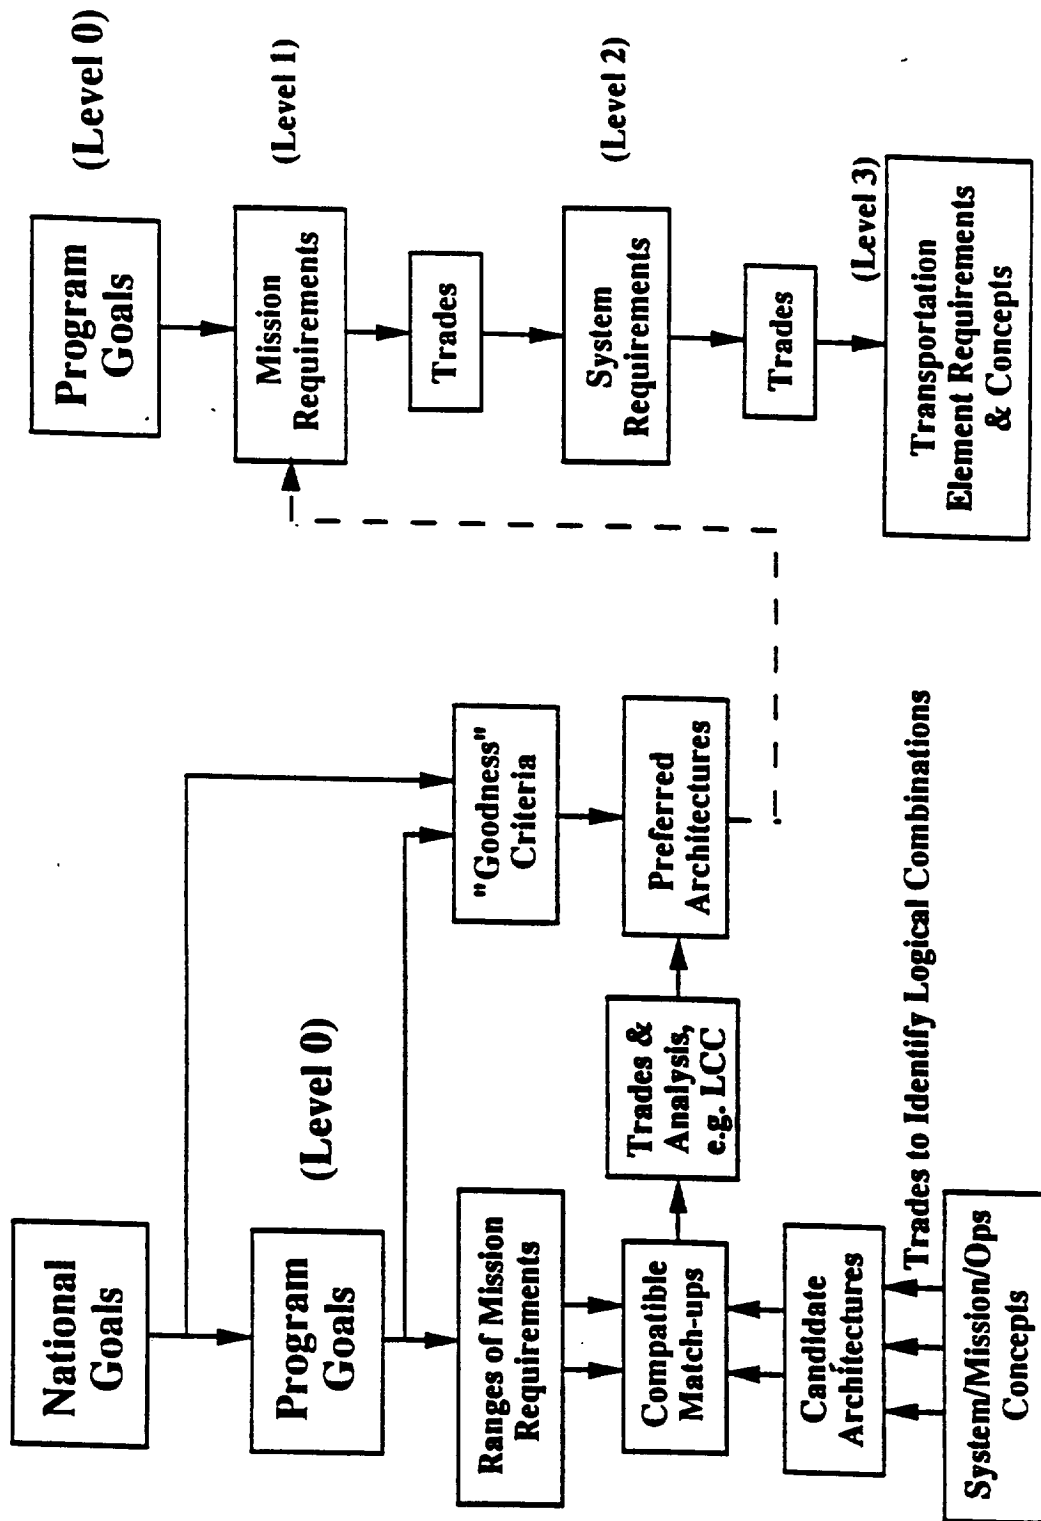 National
Goals
Program
Goals
(Level 0)
Ranges of Mission
Requirements
"Goodness"
Criteria
Compatible
Match-ups
Trades &
Analysis,
e.g. LCC
Preferred
Architectures
Candidate
Architectures
Trades to Identify Logical Combinations
System/Mission/Ops
Concepts
Program
Goals
(Level 0)
Mission
Requirements
(Level 1)
Trades
System
Requirements
(Level 2)
Trades
(Level 3)
Transportation
Element Requirements
& Concepts